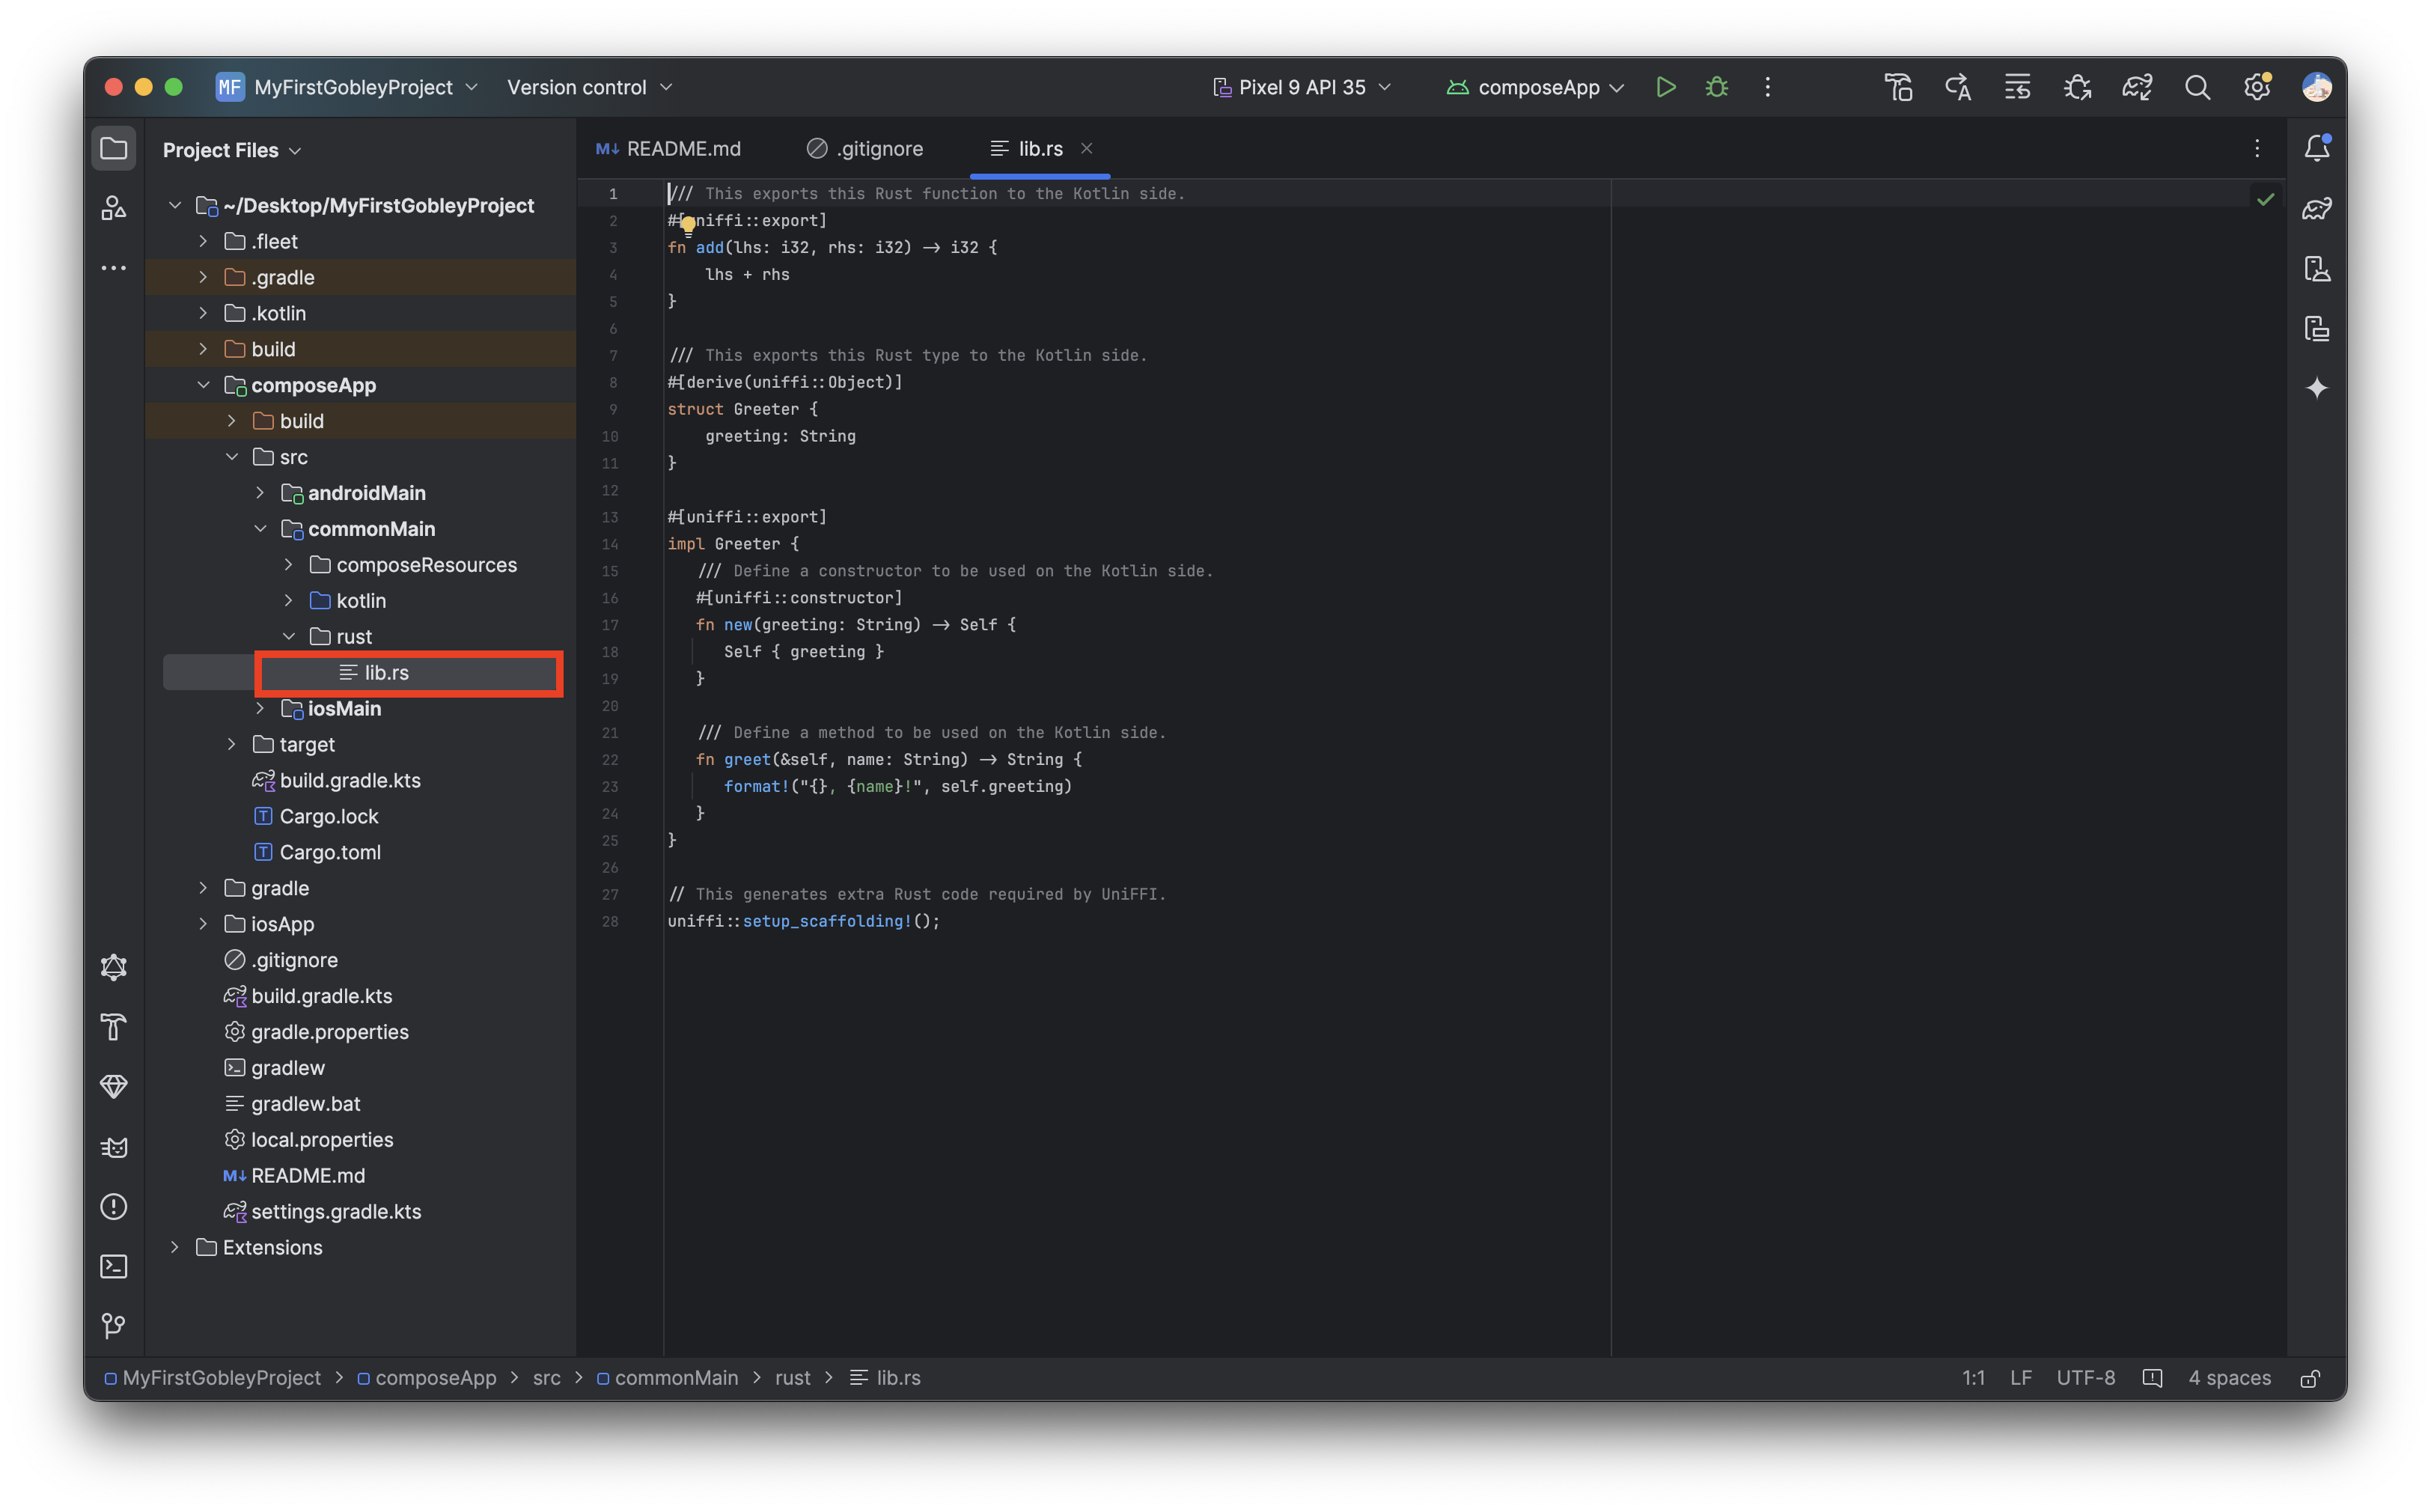 MF MyFirstGobleyProject Version control Pixel 9 API 35 composeApp
Project Files
README.md .gitignore lib.rs
~/Desktop/MyFirstGobleyProject
.fleet
.gradle
.kotlin
build
composeApp
build
src
androidMain
commonMain
composeResources
kotlin
rust
lib.rs
iosMain
target
build.gradle.kts
Cargo.lock
Cargo.toml
gradle
iosApp
.gitignore
build.gradle.kts
gradle.properties
gradlew
gradlew.bat
local.properties
README.md
settings.gradle.kts
Extensions
1 /// This exports this Rust function to the Kotlin side.
2 #[uniffi::export]
3 fn add(lhs: i32, rhs: i32) -> i32 {
4     lhs + rhs
5 }
6
7 /// This exports this Rust type to the Kotlin side.
8 #[derive(uniffi::Object)]
9 struct Greeter {
10     greeting: String
11 }
12
13 #[uniffi::export]
14 impl Greeter {
15    /// Define a constructor to be used on the Kotlin side.
16    #[uniffi::constructor]
17    fn new(greeting: String) -> Self {
18       Self { greeting }
19    }
20
21    /// Define a method to be used on the Kotlin side.
22    fn greet(&self, name: String) -> String {
23       format!("{}, {name}!", self.greeting)
24    }
25 }
26
27 // This generates extra Rust code required by UniFFI.
28 uniffi::setup_scaffolding!();
MyFirstGobleyProject > composeApp > src > commonMain > rust > lib.rs 1:1 LF UTF-8 4 spaces